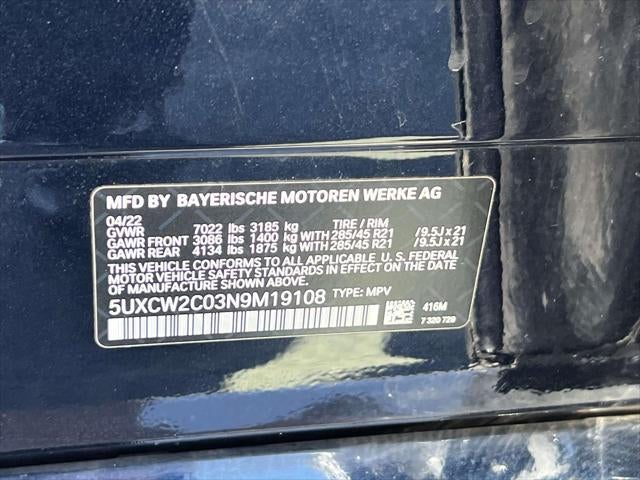 MFD BY BAYERISCHE MOTOREN WERKE AG
04/22
GVWR 7022 lbs 3185 kg TIRE / RIM
GAWR FRONT 3086 lbs 1400 kg WITH 285/45 R21 / 9.5J x 21
GAWR REAR 4134 lbs 1875 kg WITH 285/45 R21 / 9.5J x 21
THIS VEHICLE CONFORMS TO ALL APPLICABLE U. S. FEDERAL
MOTOR VEHICLE SAFETY STANDARDS IN EFFECT ON THE DATE
OF MANUFACTURE SHOWN ABOVE.
5UXCW2C03N9M19108 TYPE: MPV
416M
7 320 729